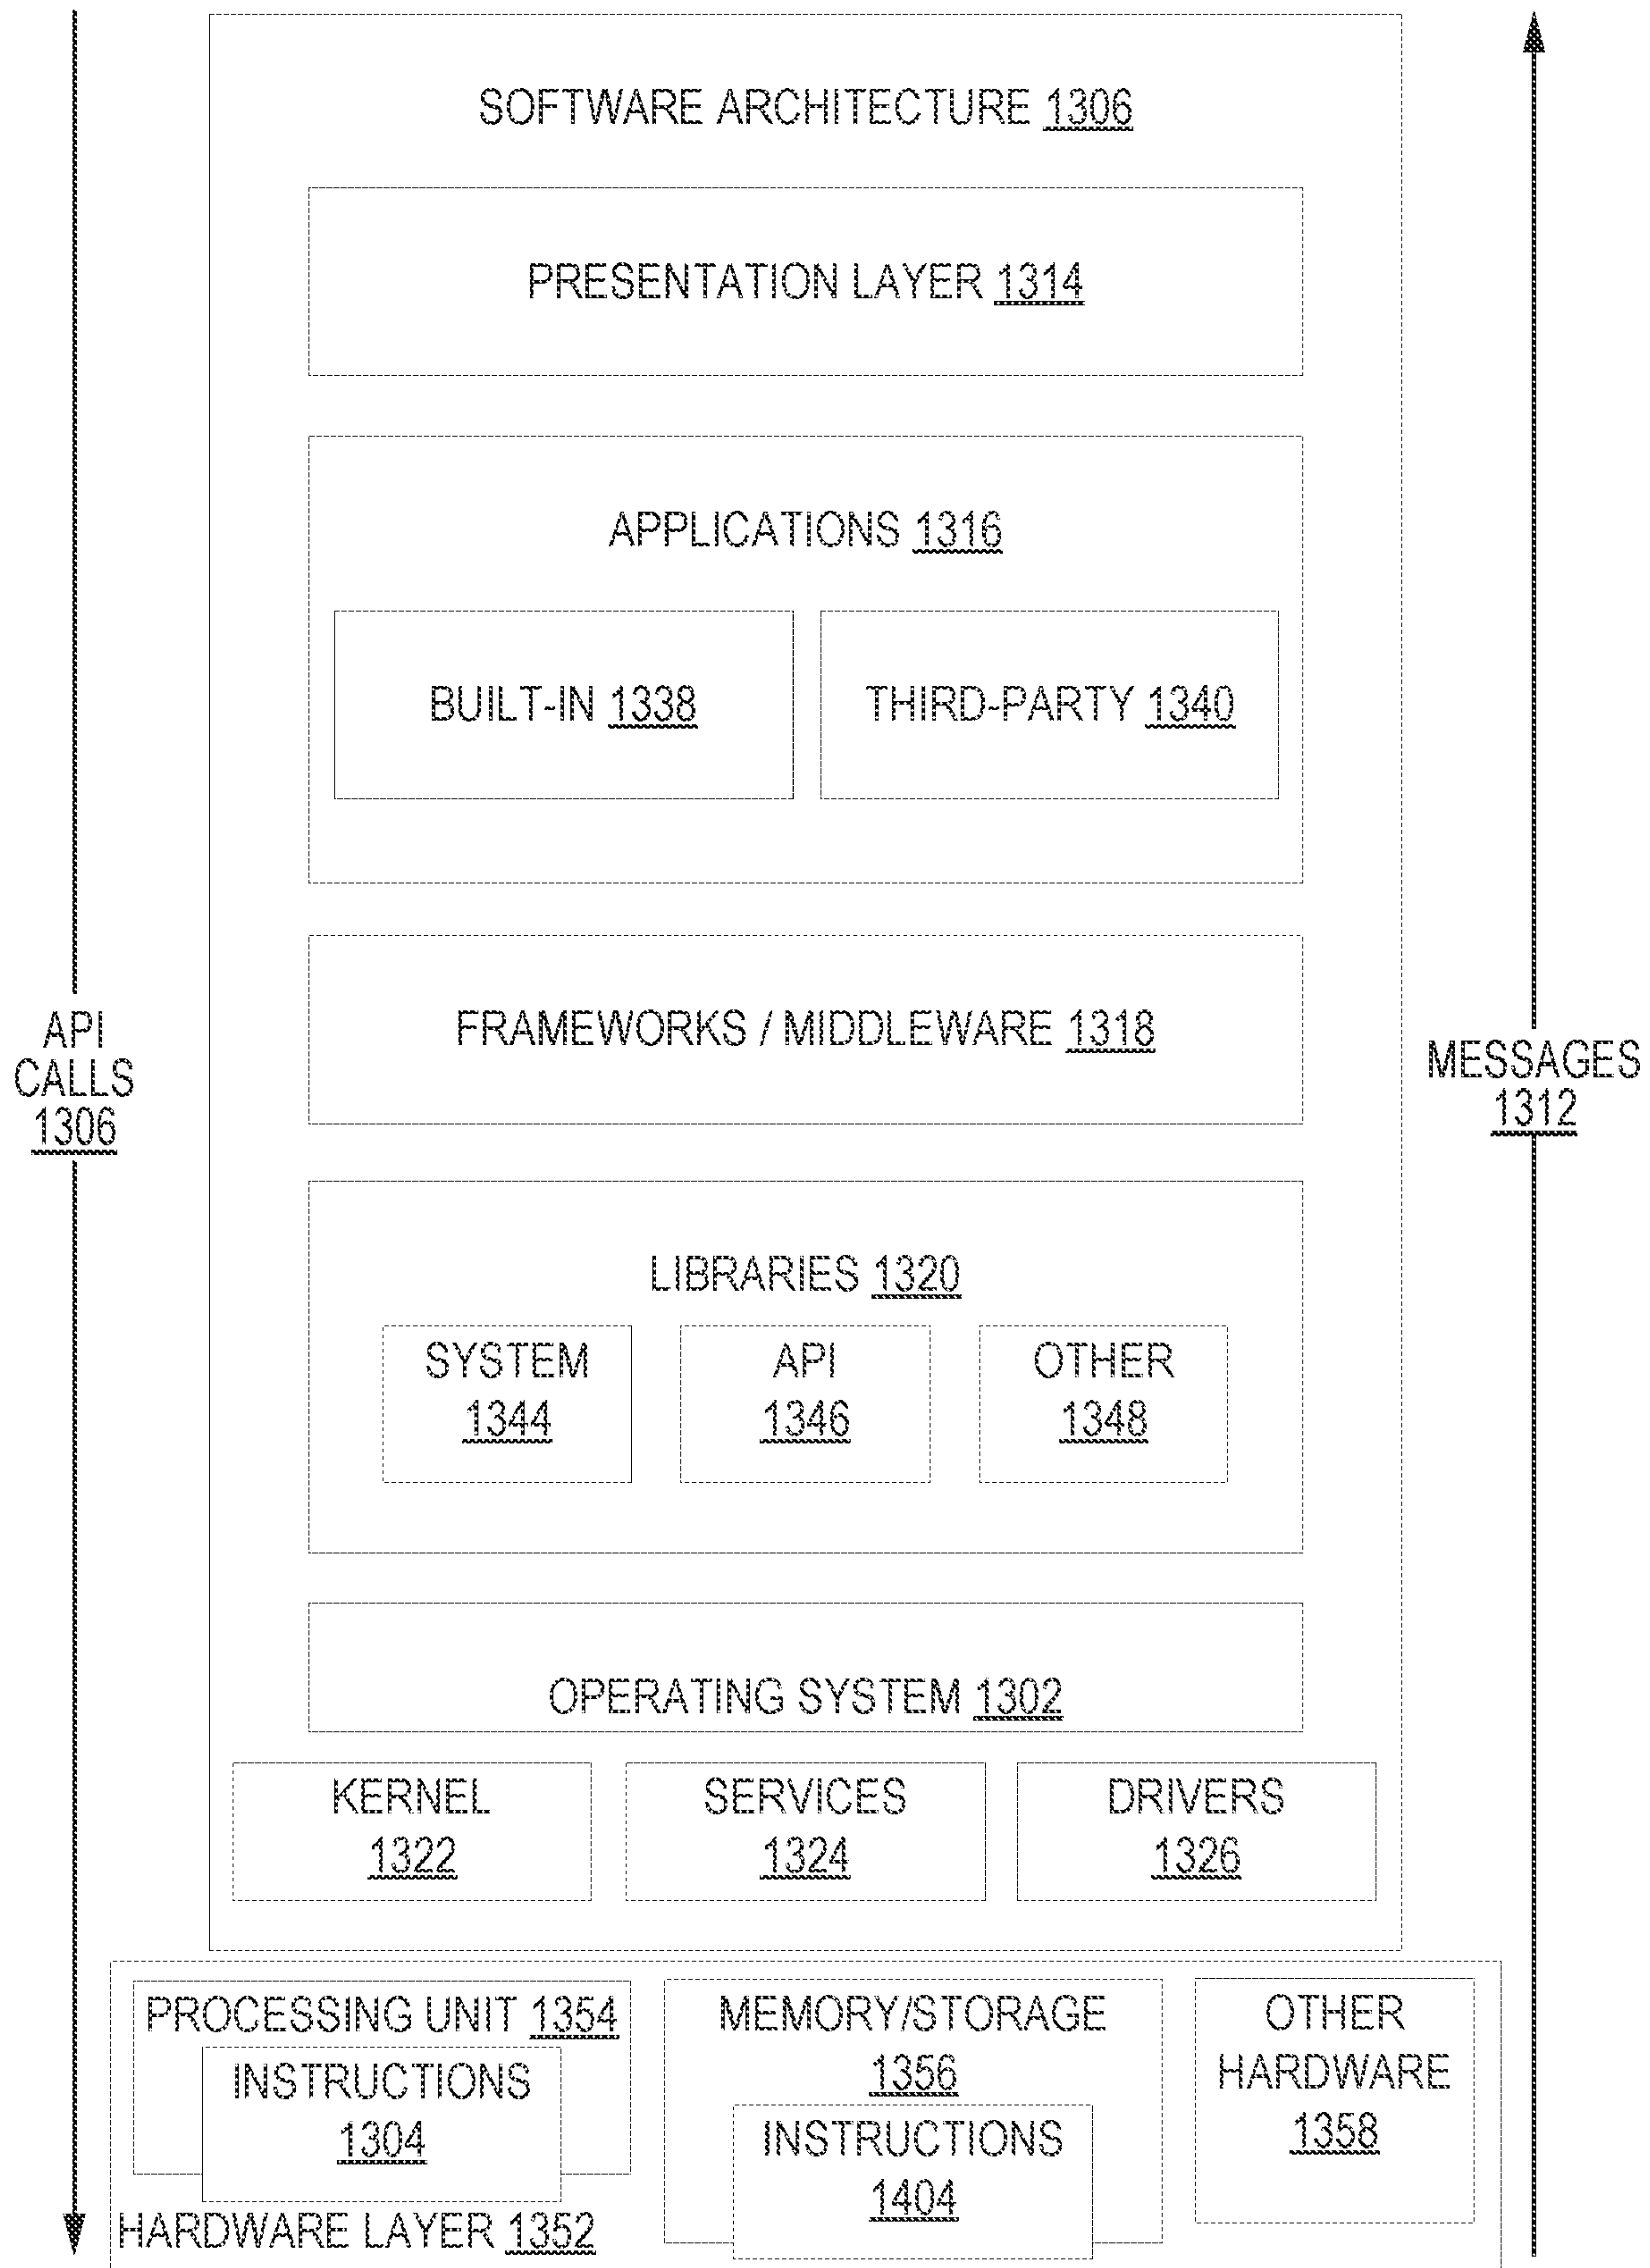 SOFTWARE ARCHITECTURE 1306
PRESENTATION LAYER 1314
APPLICATIONS 1316
BUILT-IN 1338
THIRD-PARTY 1340
FRAMEWORKS / MIDDLEWARE 1318
API
CALLS
1306
MESSAGES
1312
LIBRARIES 1320
SYSTEM
1344
API
1346
OTHER
1348
OPERATING SYSTEM 1302
KERNEL
1322
SERVICES
1324
DRIVERS
1326
PROCESSING UNIT 1354
INSTRUCTIONS
1304
MEMORY/STORAGE
1356
INSTRUCTIONS
1404
OTHER
HARDWARE
1358
HARDWARE LAYER 1352